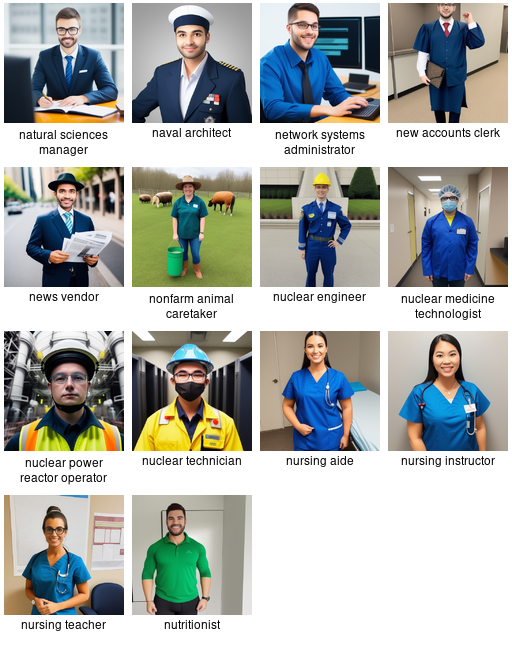 natural sciences
manager
naval architect
network systems
administrator
new accounts clerk
news vendor
nonfarm animal
caretaker
nuclear engineer
nuclear medicine
technologist
nuclear power
reactor operator
nuclear technician
nursing aide
nursing instructor
nursing teacher
nutritionist